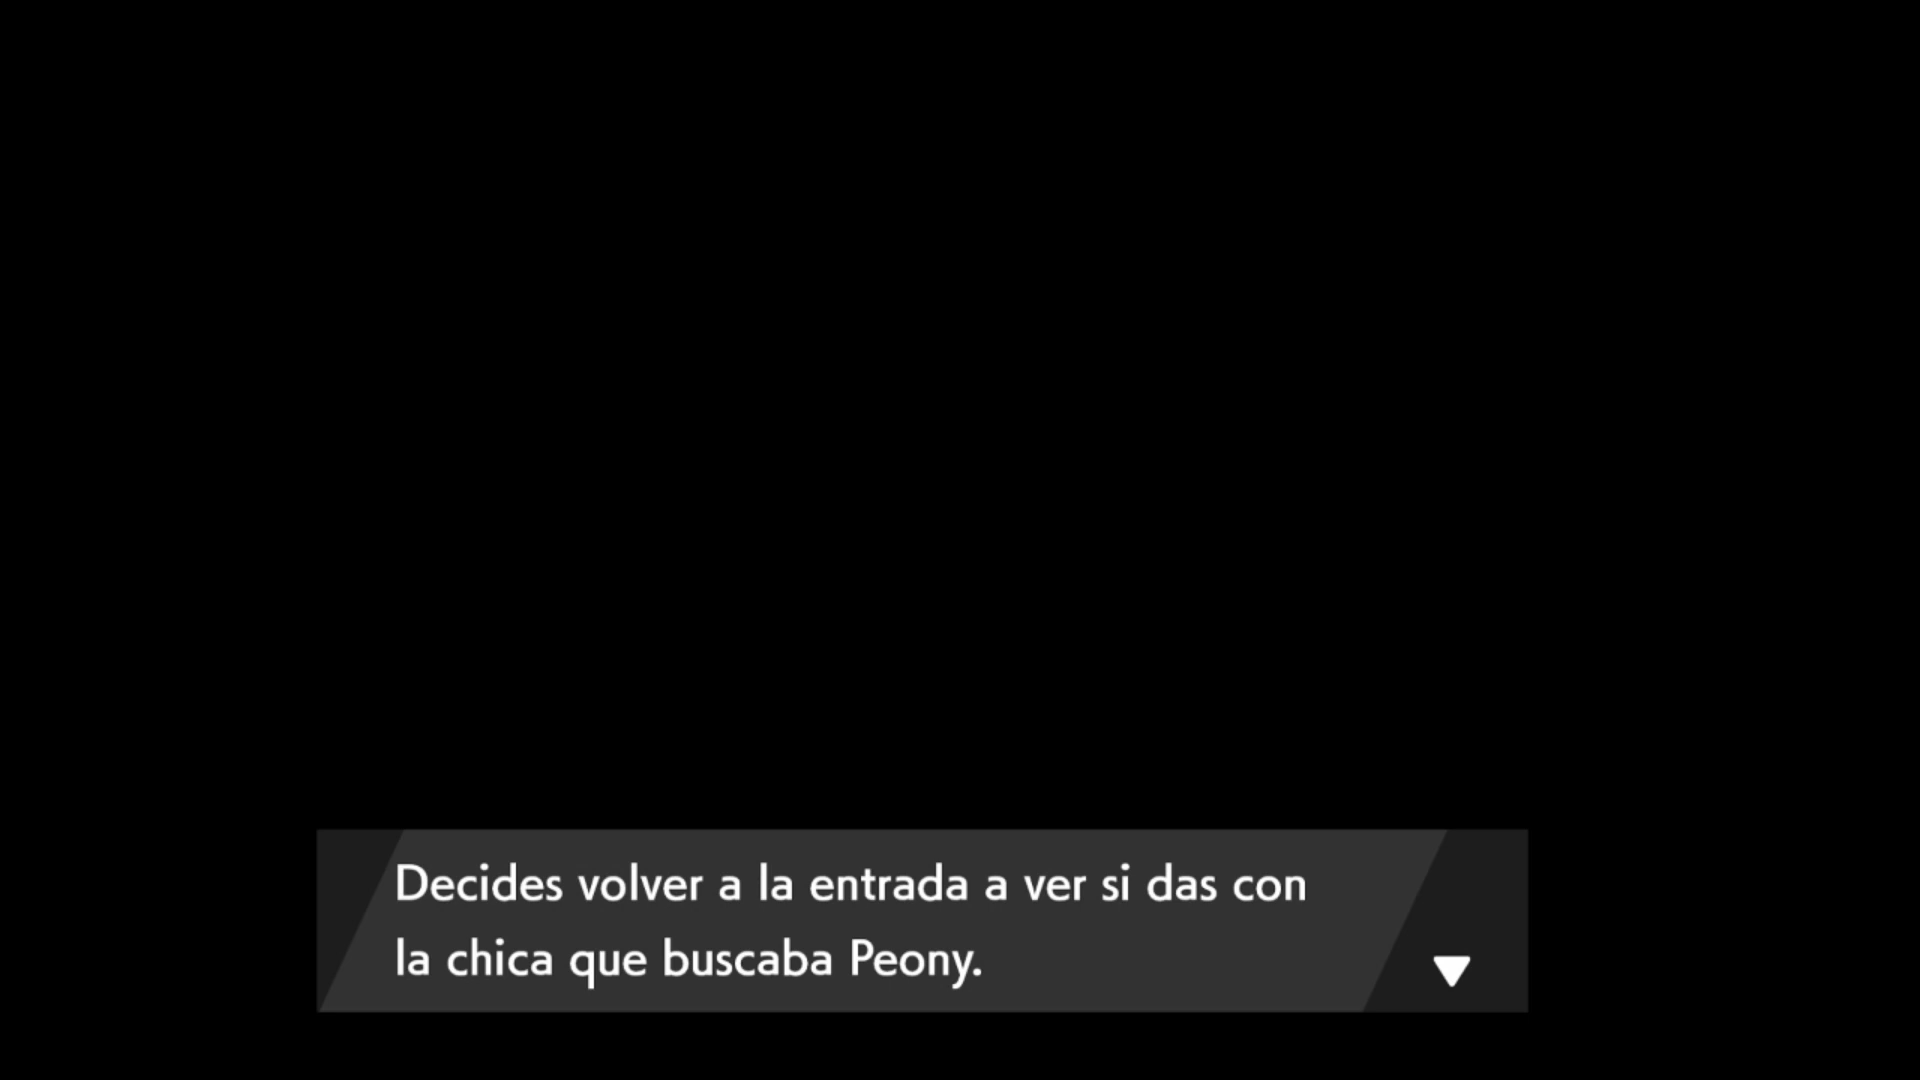 Decides volver a la entrada a ver si das con
la chica que buscaba Peony.